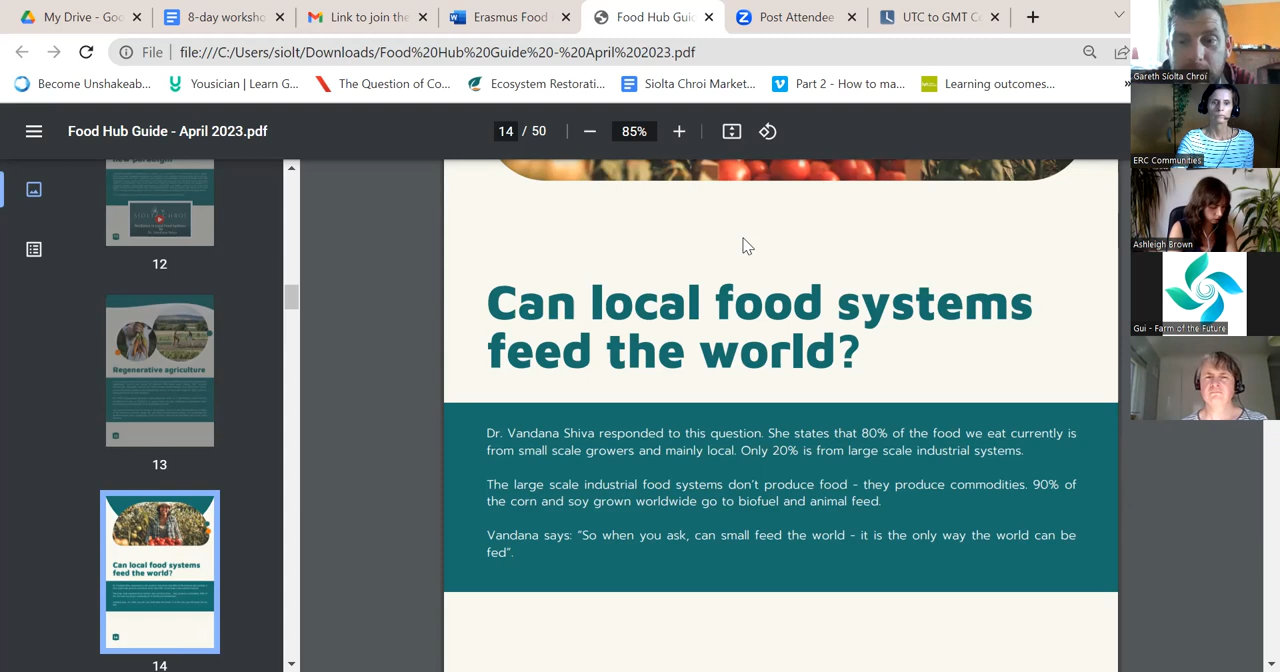 My Drive - Goo
8-day worksho
Link to join the
Erasmus Food
Food Hub Guid
Post Attendee
UTC to GMT Co
File
file:///C:/Users/siolt/Downloads/Food%20Hub%20Guide%20-%20April%202023.pdf
Become Unshakeab...
Yousician | Learn G...
The Question of Co...
Ecosystem Restorati...
Siolta Chroi Market...
Part 2 - How to ma...
Learning outcomes...
»
Food Hub Guide - April 2023.pdf
14 / 50
85%
12
Regenerative agriculture
13
Can local food systems
feed the world?
14
Can local food systems
feed the world?
Dr. Vandana Shiva responded to this question. She states that 80% of the food we eat currently is
from small scale growers and mainly local. Only 20% is from large scale industrial systems.
The large scale industrial food systems don't produce food - they produce commodities. 90% of
the corn and soy grown worldwide go to biofuel and animal feed.
Vandana says: “So when you ask, can small feed the world - it is the only way the world can be
fed”.
Gareth Síolta Chroí
ERC Communities
Ashleigh Brown
Gui - Farm of the Future